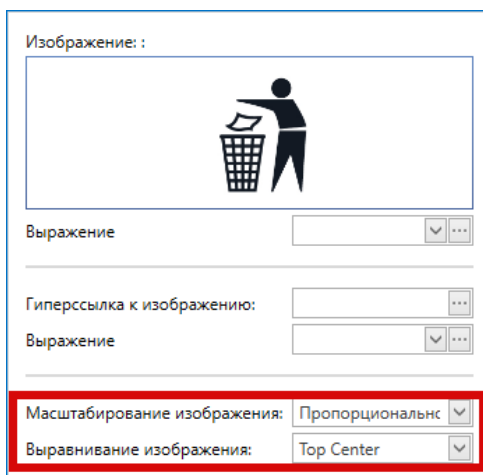 Изображение: :
Выражение
Гиперссылка к изображению:
Выражение
Масштабирование изображения: Пропорциональнс
Выравнивание изображения: Top Center